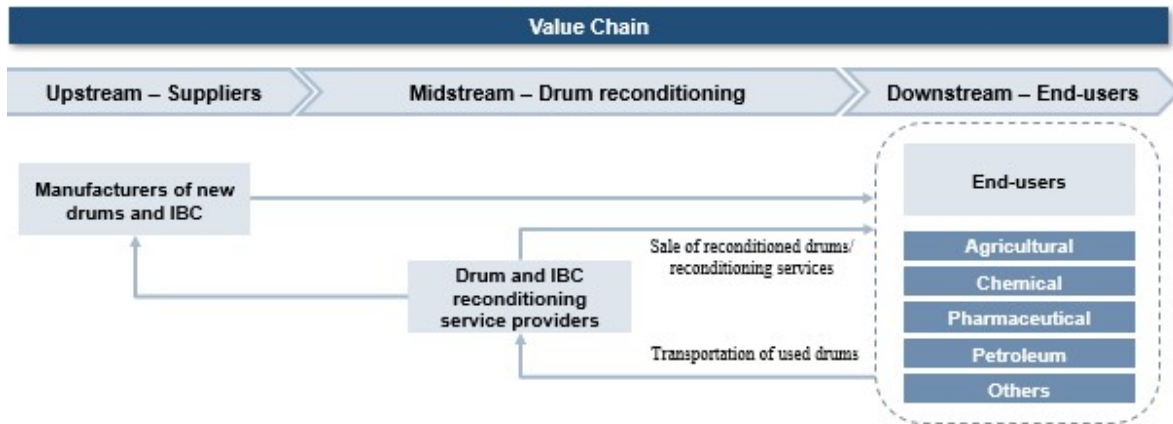 Value Chain
Upstream – Suppliers
Midstream – Drum reconditioning
Downstream – End-users
Manufacturers of new
drums and IBC
End-users
Sale of reconditioned drums/
reconditioning services
Agricultural
Drum and IBC
reconditioning
service providers
Chemical
Pharmaceutical
Transportation of used drums
Petroleum
Others